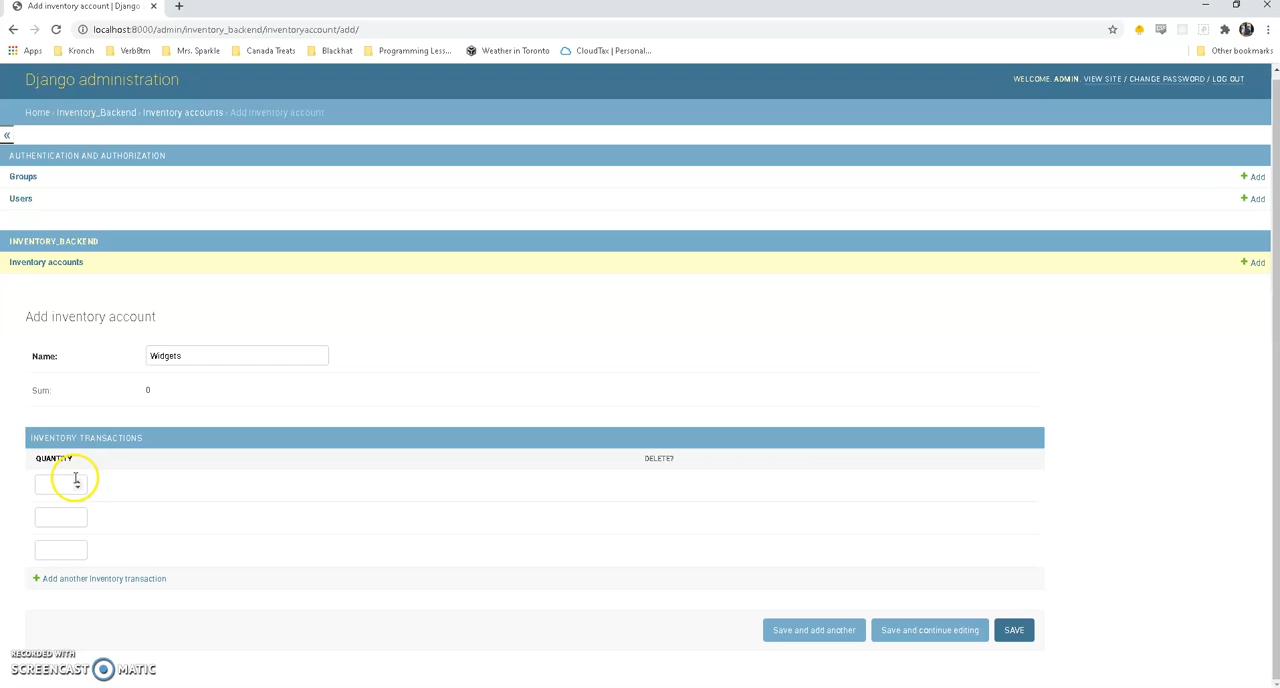 Add inventory account | Django
localhost:8000/admin/inventory_backend/inventoryaccount/add/
Apps Kronch Verb8tm Mrs. Sparkle Canada Treats Blackhat Programming Less... Weather in Toronto CloudTax | Personal... Other bookmarks
Django administration
WELCOME, ADMIN. VIEW SITE / CHANGE PASSWORD / LOG OUT
Home › Inventory_Backend › Inventory accounts › Add inventory account
«
AUTHENTICATION AND AUTHORIZATION
Groups + Add
Users + Add
INVENTORY_BACKEND
Inventory accounts + Add
Add inventory account
Name: Widgets
Sum: 0
INVENTORY TRANSACTIONS
QUANTITY DELETE?
+ Add another Inventory transaction
Save and add another Save and continue editing SAVE
RECORDED WITH
SCREENCAST MATIC